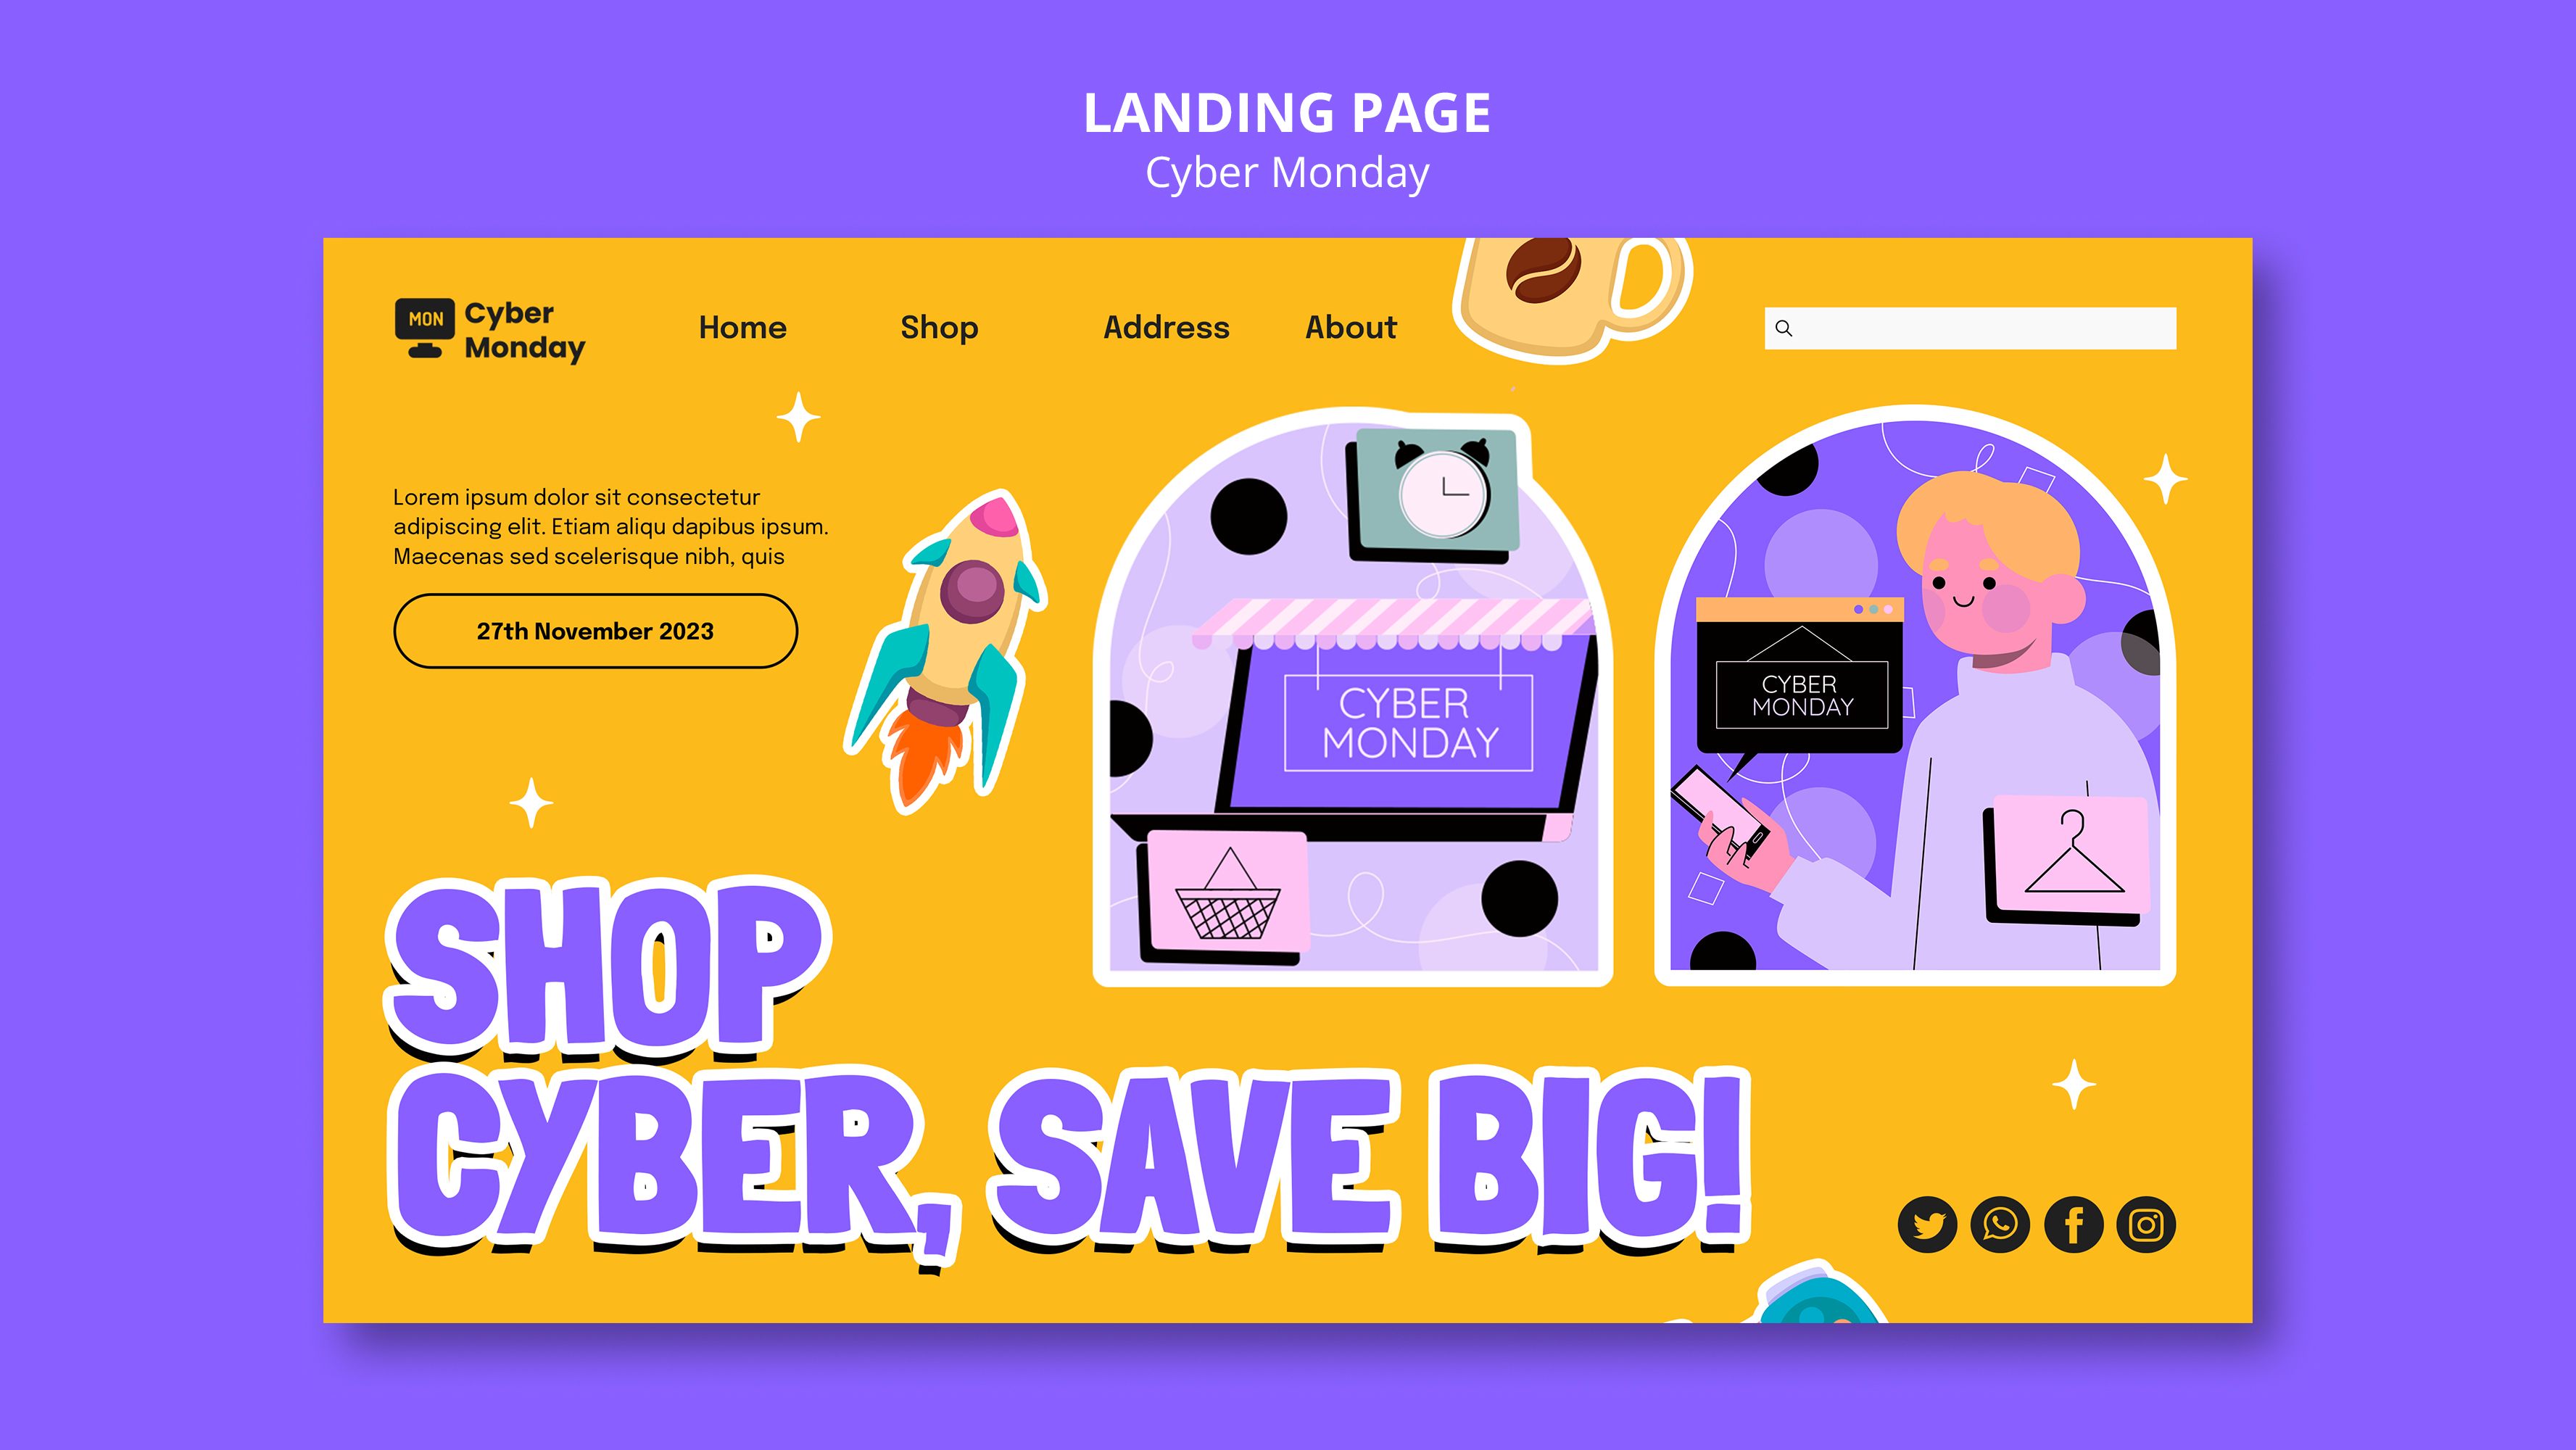 LANDING PAGE
Cyber Monday
MON
Cyber
Monday
Home
Shop
Address
About
Lorem ipsum dolor sit consectetur
adipiscing elit. Etiam aliqu dapibus ipsum.
Maecenas sed scelerisque nibh, quis
27th November 2023
CYBER
MONDAY
CYBER
MONDAY
SHOP
CYBER, SAVE BIG!